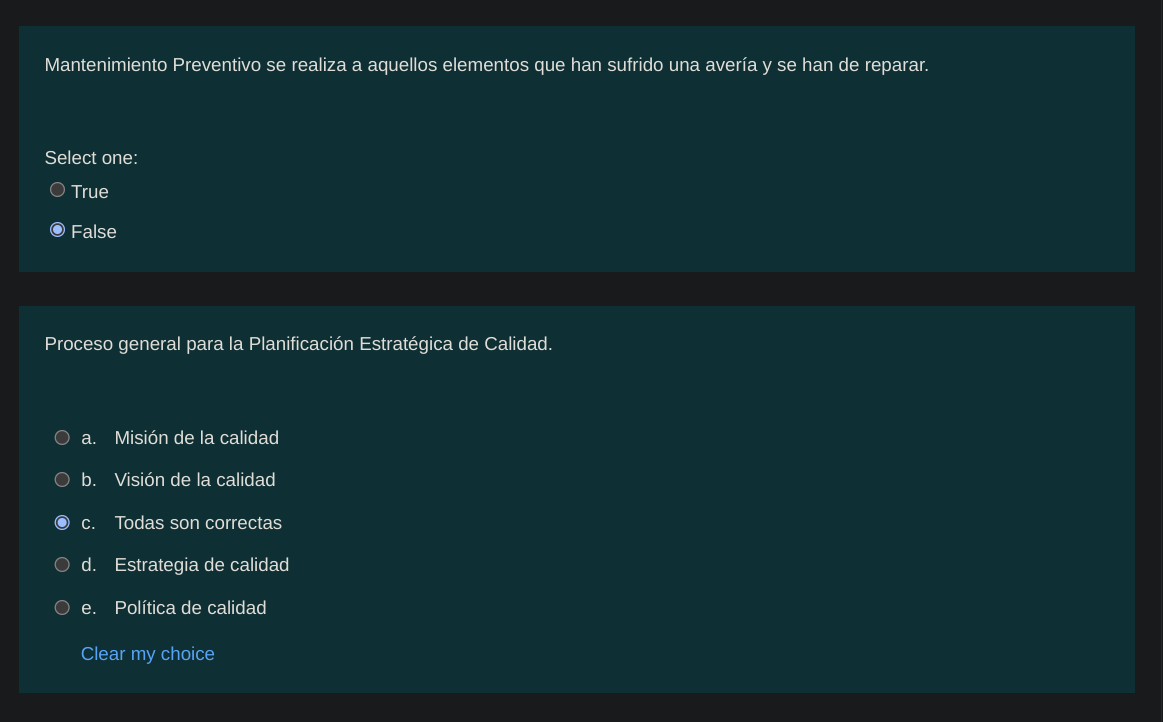 Mantenimiento Preventivo se realiza a aquellos elementos que han sufrido una avería y se han de reparar.
Select one:
True
False
Proceso general para la Planificación Estratégica de Calidad.
a. Misión de la calidad
b. Visión de la calidad
c. Todas son correctas
d. Estrategia de calidad
e. Política de calidad
Clear my choice